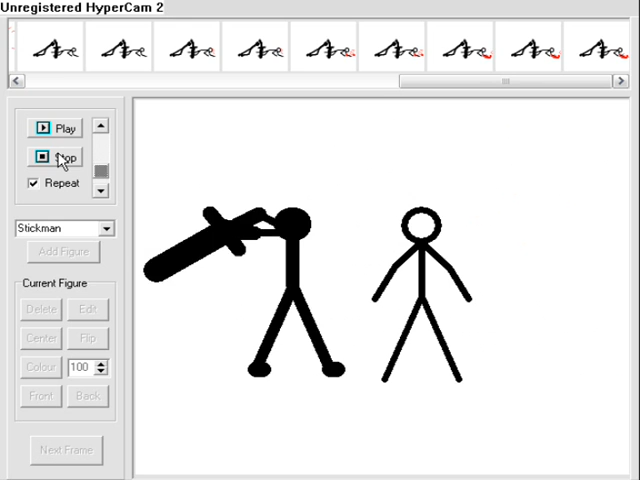 Unregistered HyperCam 2
Play
Stop
Repeat
Stickman
Add Figure
Current Figure
Delete Edit
Center Flip
Colour 100
Front Back
Next Frame